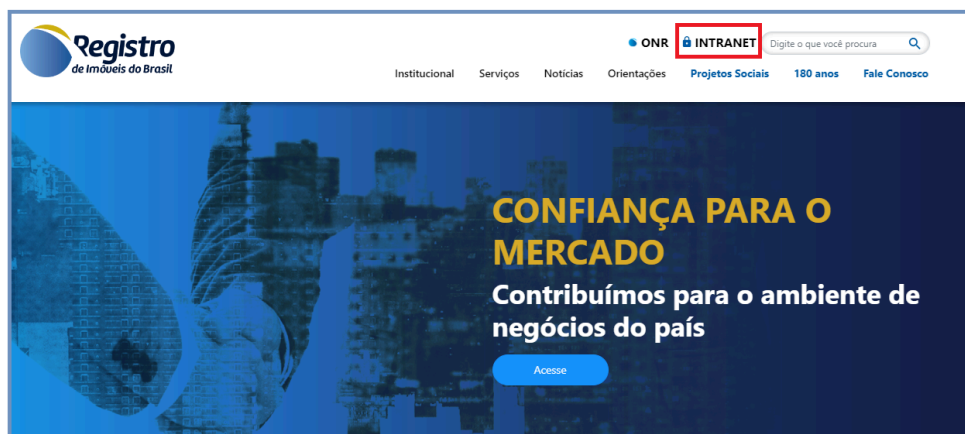 Registro
de Imóveis do Brasil
ONR
INTRANET
Digite o que você procura
Institucional Serviços Notícias Orientações Projetos Sociais 180 anos Fale Conosco
CONFIANÇA PARA O
MERCADO
Contribuímos para o ambiente de
negócios do país
Acesse